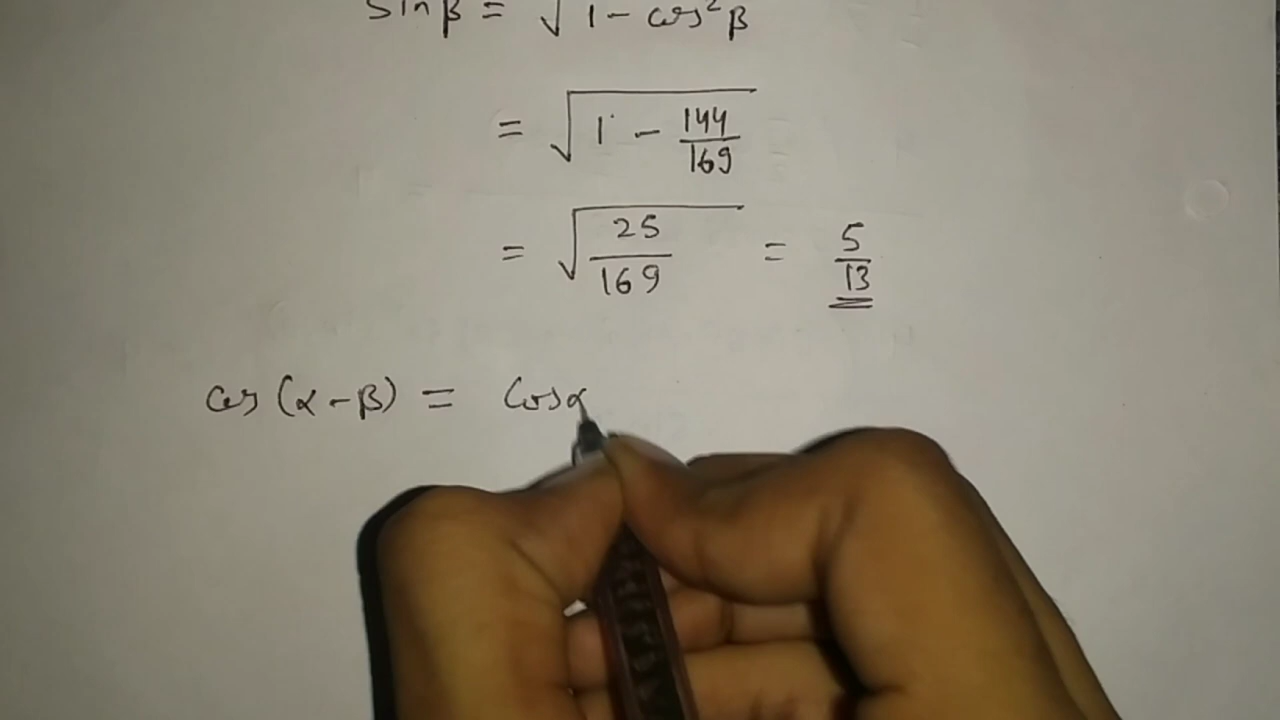 sinβ = √1 - cos²β
= √1 - 144/169
= √25/169 = 5/13
cos(α-β) = cosα